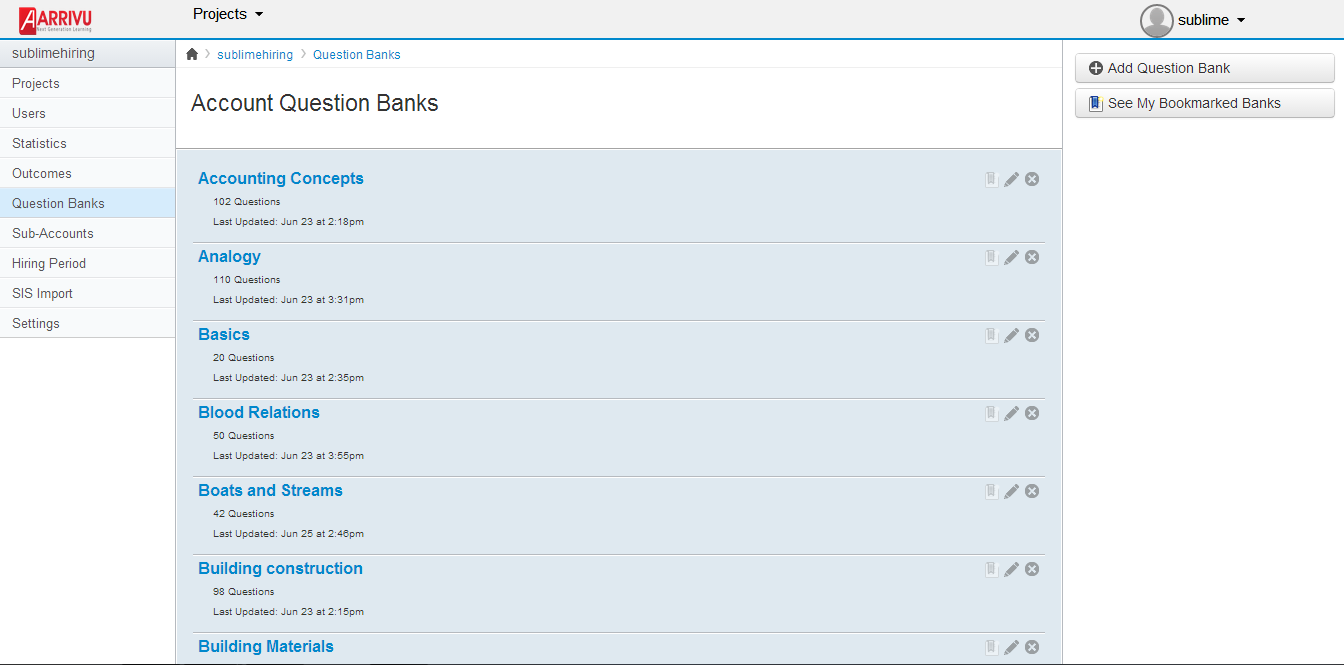 ARRIVU
Next Generation Learning
Projects
sublime
sublimehiring
Projects
Users
Statistics
Outcomes
Question Banks
Sub-Accounts
Hiring Period
SIS Import
Settings
sublimehiring Question Banks
Account Question Banks
Accounting Concepts
102 Questions
Last Updated: Jun 23 at 2:18pm
Analogy
110 Questions
Last Updated: Jun 23 at 3:31pm
Basics
20 Questions
Last Updated: Jun 23 at 2:35pm
Blood Relations
50 Questions
Last Updated: Jun 23 at 3:55pm
Boats and Streams
42 Questions
Last Updated: Jun 25 at 2:46pm
Building construction
98 Questions
Last Updated: Jun 23 at 2:15pm
Building Materials
Add Question Bank
See My Bookmarked Banks